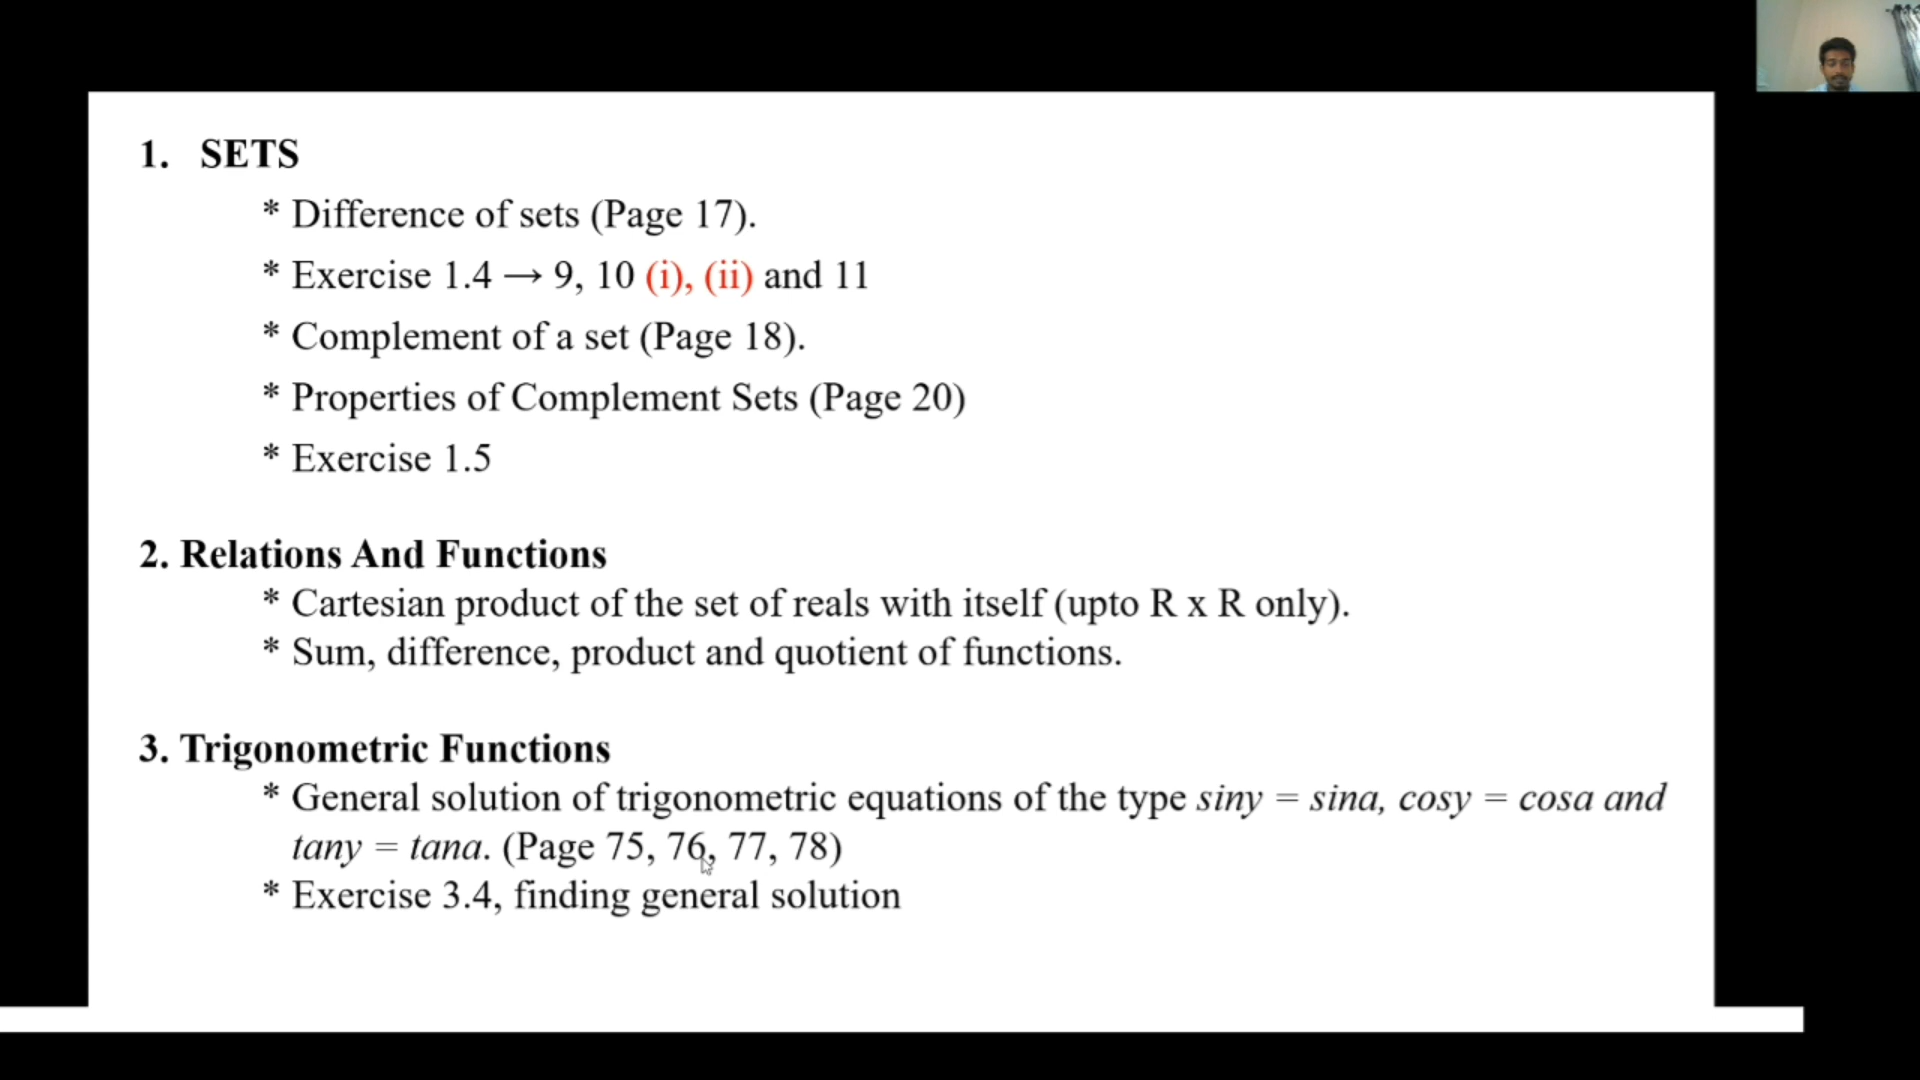 1. SETS
* Difference of sets (Page 17).
* Exercise 1.4 → 9, 10 (i), (ii) and 11
* Complement of a set (Page 18).
* Properties of Complement Sets (Page 20)
* Exercise 1.5
2. Relations And Functions
* Cartesian product of the set of reals with itself (upto R x R only).
* Sum, difference, product and quotient of functions.
3. Trigonometric Functions
* General solution of trigonometric equations of the type siny = sina, cosy = cosa and
tany = tana. (Page 75, 76, 77, 78)
* Exercise 3.4, finding general solution